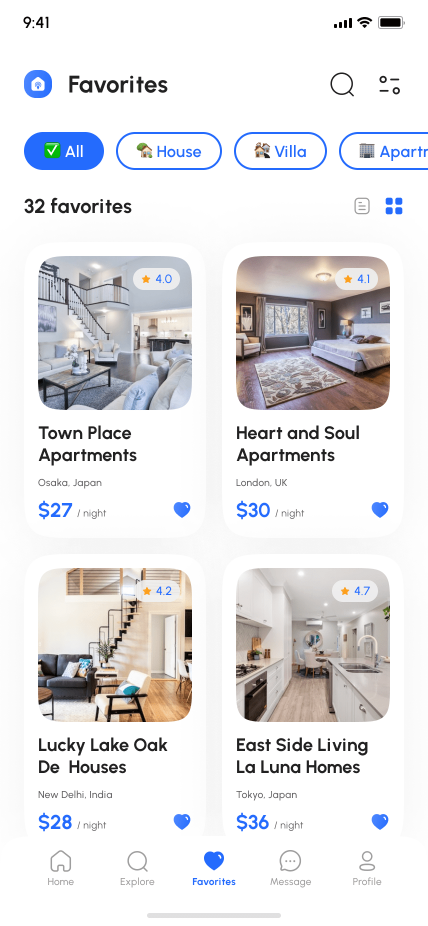 9:41
Favorites
All
House
Villa
32 favorites
4.0
4.1
Town Place
Apartments
Osaka, Japan
$27 / night
Heart and Soul
Apartments
London, UK
$30 / night
4.2
4.7
Lucky Lake Oak
De Houses
New Delhi, India
$28 / night
East Side Living
La Luna Homes
Tokyo, Japan
$36 / night
Home
Explore
Favorites
Message
Profile